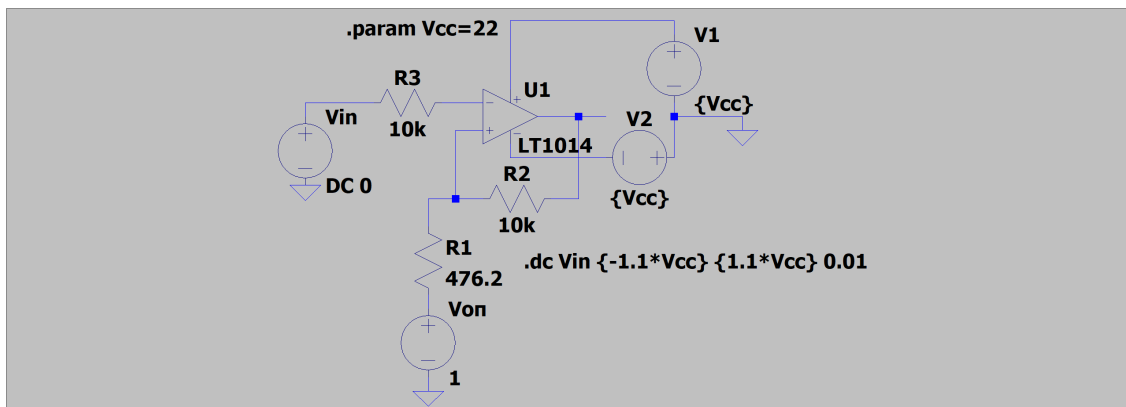 .param Vcc=22
V1
R3
U1
Vin
{Vcc}
10k
V2
LT1014
DC 0
R2
{Vcc}
10k
R1
.dc Vin {-1.1*Vcc} {1.1*Vcc} 0.01
476.2
Vоп
1